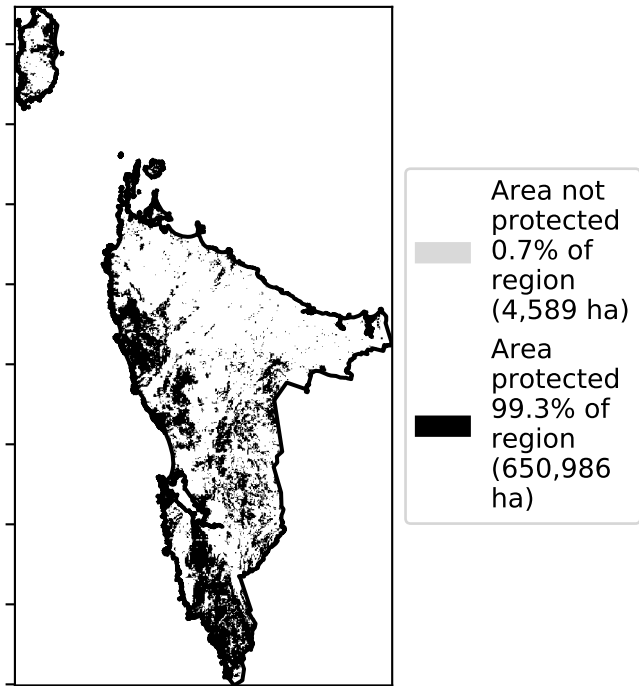 Area not
protected
0.7% of
region
(4,589 ha)
Area
protected
99.3% of
region
(650,986
ha)